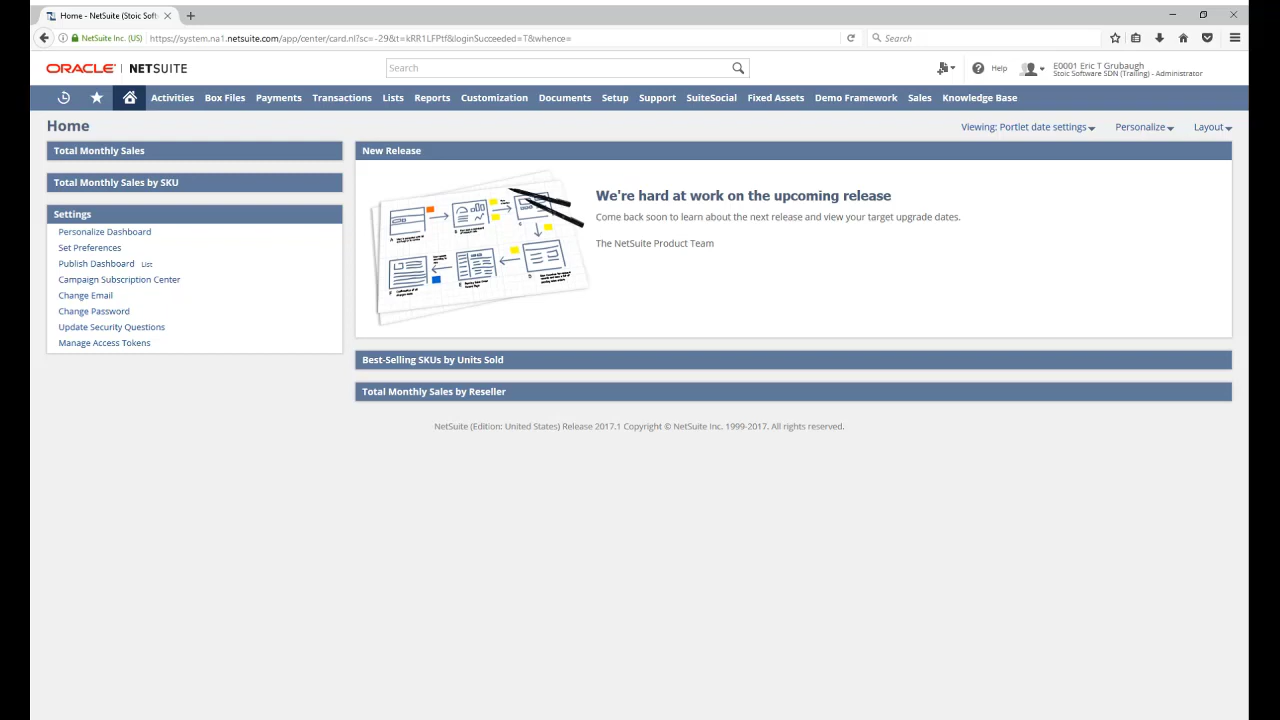 Home - NetSuite (Stoic Soft
NetSuite Inc. (US)
https://system.na1.netsuite.com/app/center/card.nl?sc=-29&t=kRR1LFPtf&loginSucceeded=T&whence=
Search
ORACLE | NETSUITE
Search
Help
E0001 Eric T Grubaugh
Stoic Software SDN (Trailing) - Administrator
Activities Box Files Payments Transactions Lists Reports Customization Documents Setup Support SuiteSocial Fixed Assets Demo Framework Sales Knowledge Base
Home
Viewing: Portlet date settings Personalize Layout
Total Monthly Sales
Total Monthly Sales by SKU
Settings
Personalize Dashboard
Set Preferences
Publish Dashboard List
Campaign Subscription Center
Change Email
Change Password
Update Security Questions
Manage Access Tokens
New Release
We're hard at work on the upcoming release
Come back soon to learn about the next release and view your target upgrade dates.
The NetSuite Product Team
Best-Selling SKUs by Units Sold
Total Monthly Sales by Reseller
NetSuite (Edition: United States) Release 2017.1 Copyright © NetSuite Inc. 1999-2017. All rights reserved.